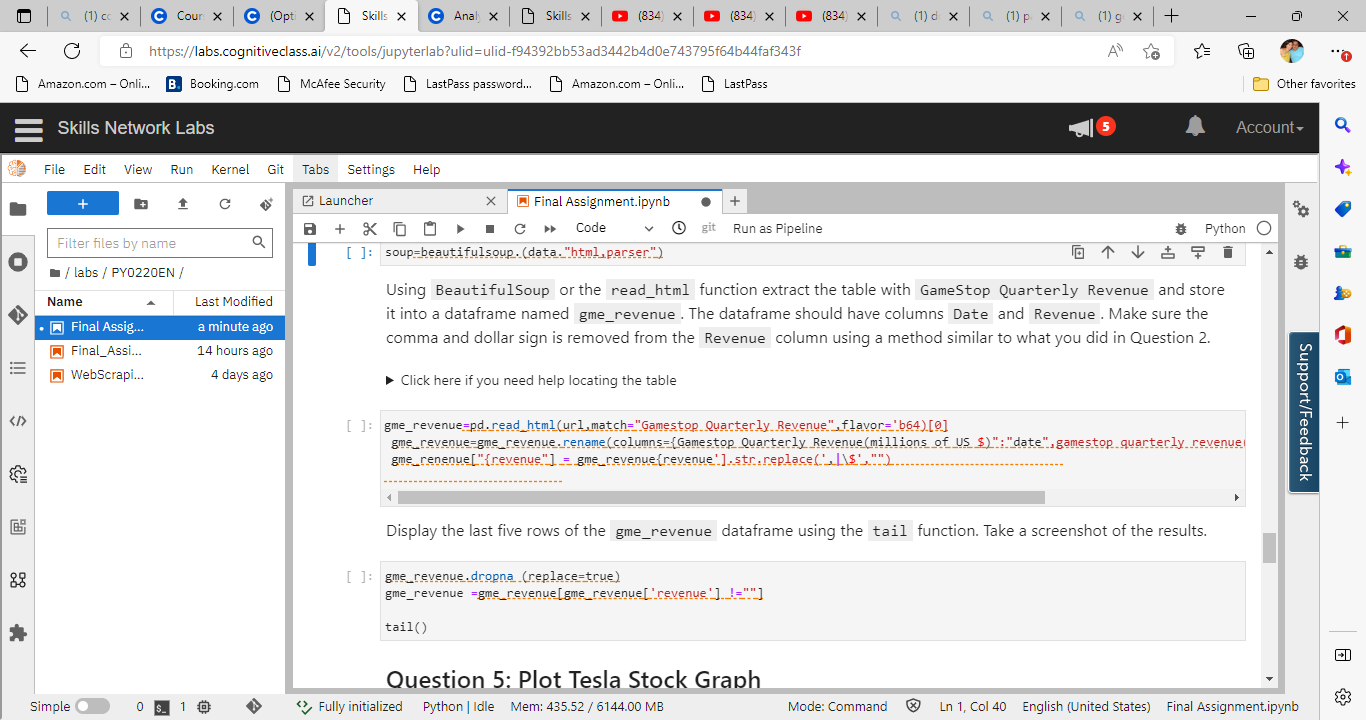 (1) cc
Cours
(Opti
Skills
Anal
Skills
(834)
(834)
(834)
(1) d
(1) p
(1) g
https://labs.cognitiveclass.ai/v2/tools/jupyterlab?ulid=ulid-f94392bb53ad3442b4d0e743795f64b44faf343f
Amazon.com – Onli...
Booking.com
McAfee Security
LastPass password...
Amazon.com – Onli...
LastPass
Other favorites
Skills Network Labs
5
Account
File Edit View Run Kernel Git Tabs Settings Help
Launcher
Final Assignment.ipynb
Code
git
Run as Pipeline
Python
Filter files by name
/ labs / PY0220EN /
Name Last Modified
Final Assig... a minute ago
Final_Assi... 14 hours ago
WebScrapi... 4 days ago
[ ]: soup=beautifulsoup.(data."html,parser")
Using BeautifulSoup or the read_html function extract the table with GameStop Quarterly Revenue and store
it into a dataframe named gme_revenue. The dataframe should have columns Date and Revenue. Make sure the
comma and dollar sign is removed from the Revenue column using a method similar to what you did in Question 2.
Click here if you need help locating the table
[ ]: gme_revenue=pd.read_html(url,match="Gamestop Quarterly Revenue",flavor='b64)[0]
gme_revenue=gme_revenue.rename(columns={Gamestop Quarterly Revenue(millions of US $)":"date",gamestop quarterly revenue(
gme_renenue["{revenue"] = gme_revenue{revenue'].str.replace(',|\$',"")
Display the last five rows of the gme_revenue dataframe using the tail function. Take a screenshot of the results.
[ ]: gme_revenue.dropna (replace=true)
gme_revenue =gme_revenue[gme_revenue['revenue'] !=""]
tail()
Question 5: Plot Tesla Stock Graph
Support/Feedback
Simple 0 1 Fully initialized Python | Idle Mem: 435.52 / 6144.00 MB Mode: Command Ln 1, Col 40 English (United States) Final Assignment.ipynb